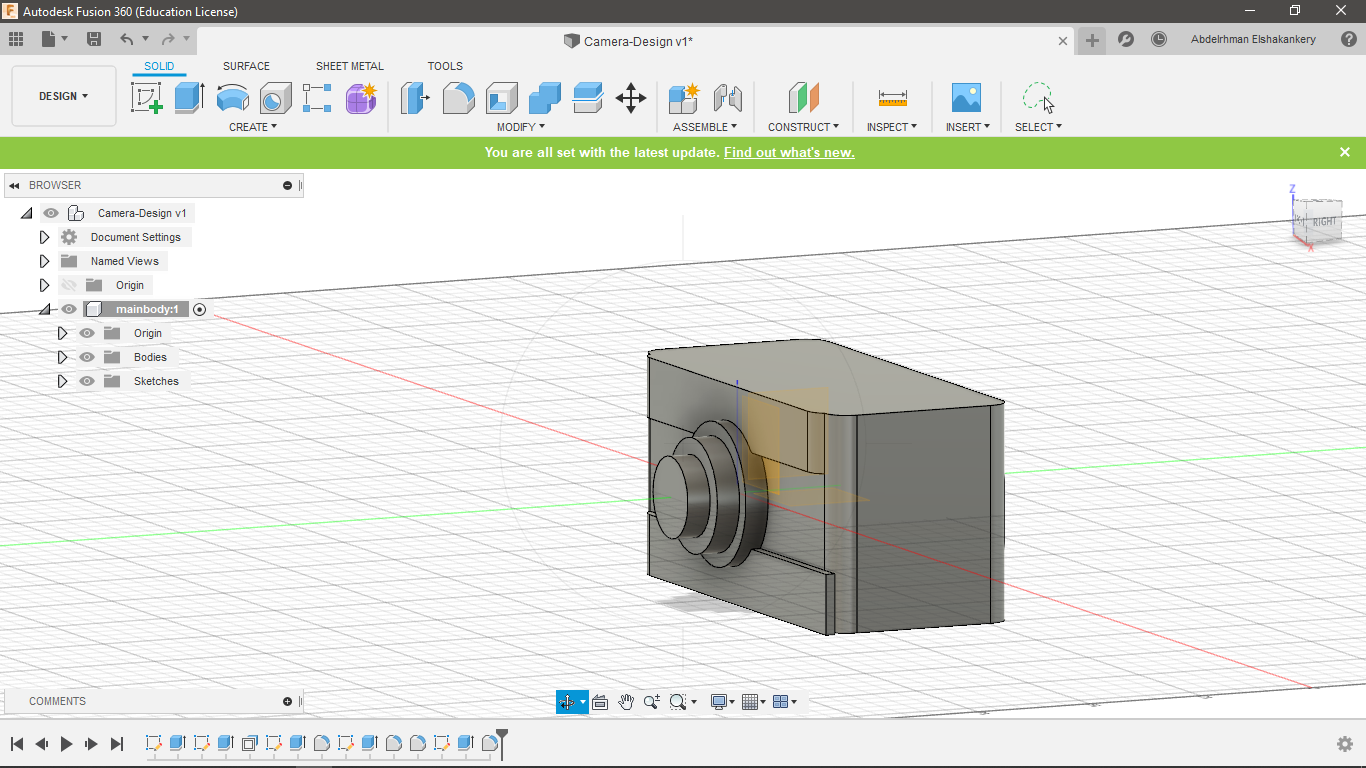 Autodesk Fusion 360 (Education License)
Camera-Design v1*
Abdelrhman Elshakankery
SOLID SURFACE SHEET METAL TOOLS
DESIGN
CREATE MODIFY ASSEMBLE CONSTRUCT INSPECT INSERT SELECT
You are all set with the latest update. Find out what's new.
BROWSER
Camera-Design v1
Document Settings
Named Views
Origin
mainbody:1
Origin
Bodies
Sketches
Z
RIGHT
X
COMMENTS